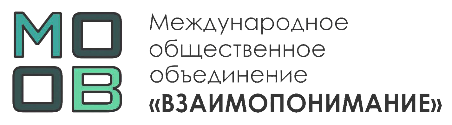 МО
ОВ
Международное
общественное
объединение
«ВЗАИМОПОНИМАНИЕ»